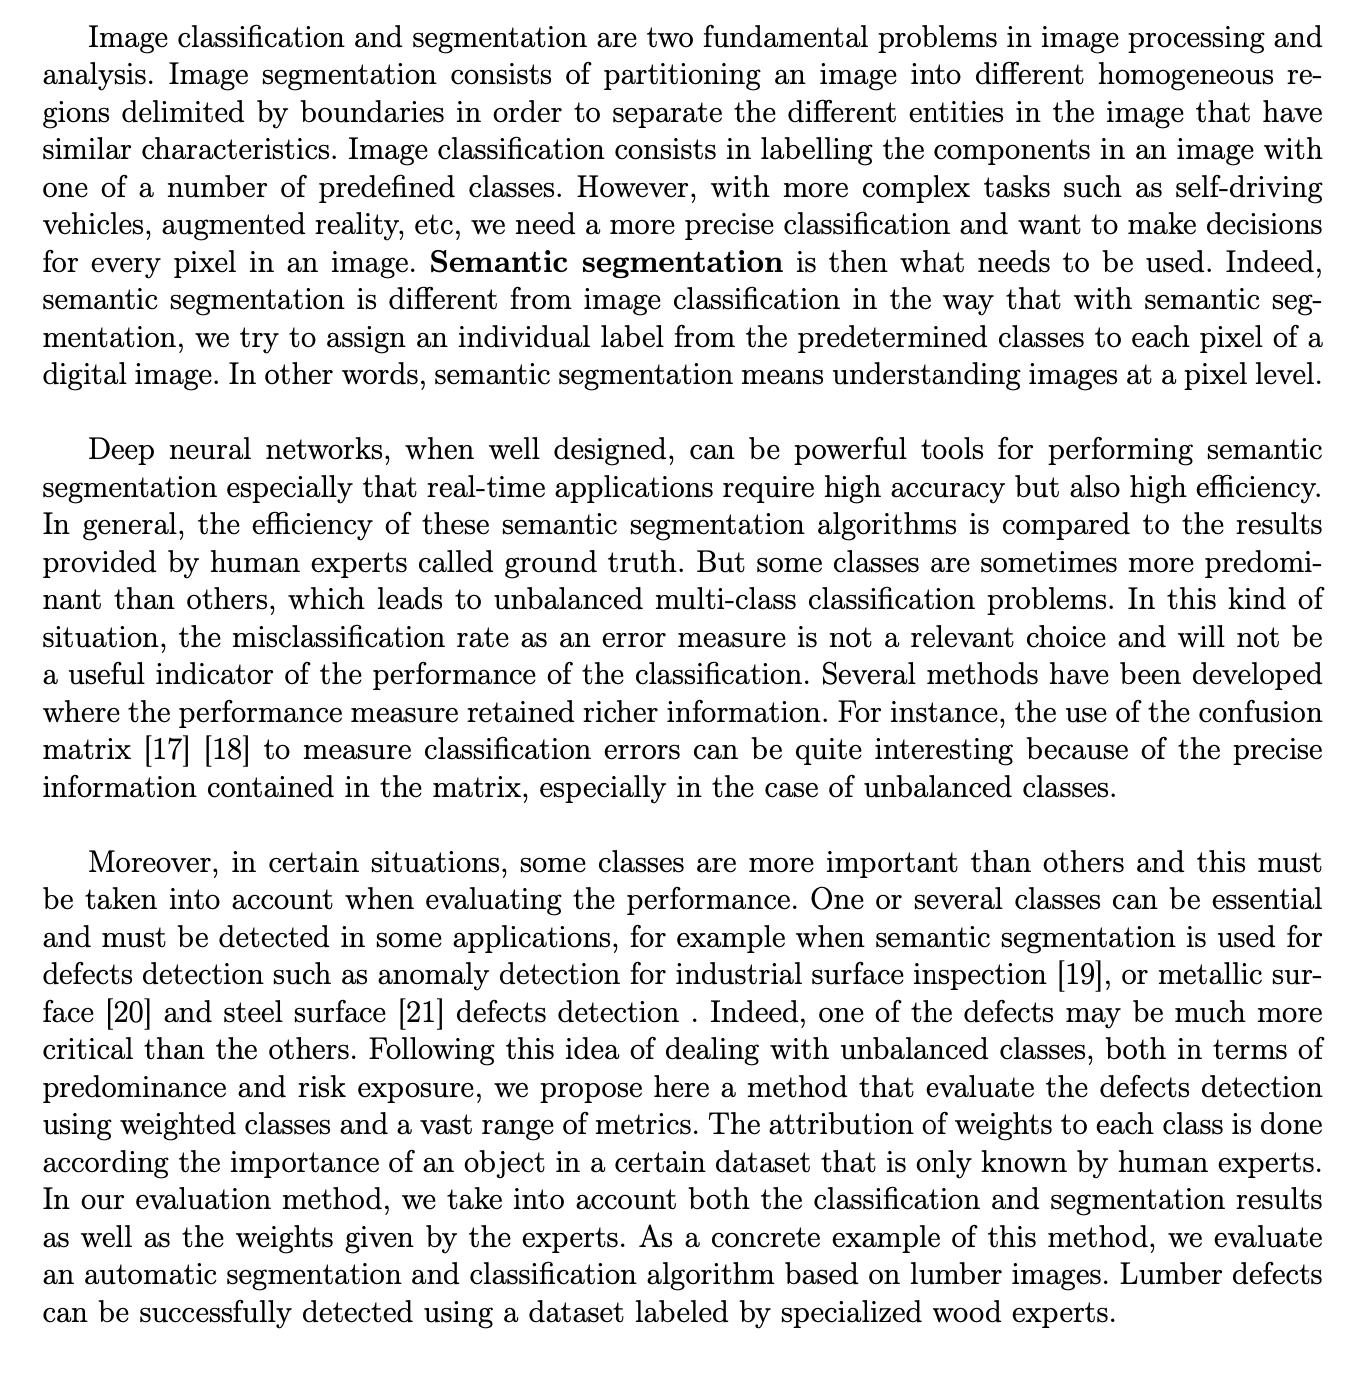 Image classification and segmentation are two fundamental problems in image processing and
analysis. Image segmentation consists of partitioning an image into different homogeneous re-
gions delimited by boundaries in order to separate the different entities in the image that have
similar characteristics. Image classification consists in labelling the components in an image with
one of a number of predefined classes. However, with more complex tasks such as self-driving
vehicles, augmented reality, etc, we need a more precise classification and want to make decisions
for every pixel in an image. Semantic segmentation is then what needs to be used. Indeed,
semantic segmentation is different from image classification in the way that with semantic seg-
mentation, we try to assign an individual label from the predetermined classes to each pixel of a
digital image. In other words, semantic segmentation means understanding images at a pixel level.
Deep neural networks, when well designed, can be powerful tools for performing semantic
segmentation especially that real-time applications require high accuracy but also high efficiency.
In general, the efficiency of these semantic segmentation algorithms is compared to the results
provided by human experts called ground truth. But some classes are sometimes more predomi-
nant than others, which leads to unbalanced multi-class classification problems. In this kind of
situation, the misclassification rate as an error measure is not a relevant choice and will not be
a useful indicator of the performance of the classification. Several methods have been developed
where the performance measure retained richer information. For instance, the use of the confusion
matrix [17] [18] to measure classification errors can be quite interesting because of the precise
information contained in the matrix, especially in the case of unbalanced classes.
Moreover, in certain situations, some classes are more important than others and this must
be taken into account when evaluating the performance. One or several classes can be essential
and must be detected in some applications, for example when semantic segmentation is used for
defects detection such as anomaly detection for industrial surface inspection [19], or metallic sur-
face [20] and steel surface [21] defects detection . Indeed, one of the defects may be much more
critical than the others. Following this idea of dealing with unbalanced classes, both in terms of
predominance and risk exposure, we propose here a method that evaluate the defects detection
using weighted classes and a vast range of metrics. The attribution of weights to each class is done
according the importance of an object in a certain dataset that is only known by human experts.
In our evaluation method, we take into account both the classification and segmentation results
as well as the weights given by the experts. As a concrete example of this method, we evaluate
an automatic segmentation and classification algorithm based on lumber images. Lumber defects
can be successfully detected using a dataset labeled by specialized wood experts.